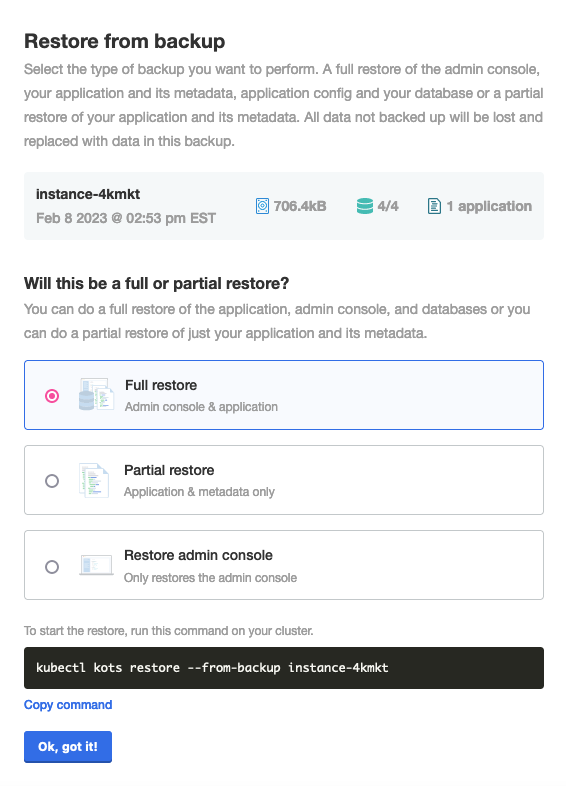 Restore from backup
Select the type of backup you want to perform. A full restore of the admin console,
your application and its metadata, application config and your database or a partial
restore of your application and its metadata. All data not backed up will be lost and
replaced with data in this backup.
instance-4kmkt
Feb 8 2023 @ 02:53 pm EST
706.4kB
4/4
1 application
Will this be a full or partial restore?
You can do a full restore of the application, admin console, and databases or you
can do a partial restore of just your application and its metadata.
Full restore
Admin console & application
Partial restore
Application & metadata only
Restore admin console
Only restores the admin console
To start the restore, run this command on your cluster.
kubectl kots restore --from-backup instance-4kmkt
Copy command
Ok, got it!